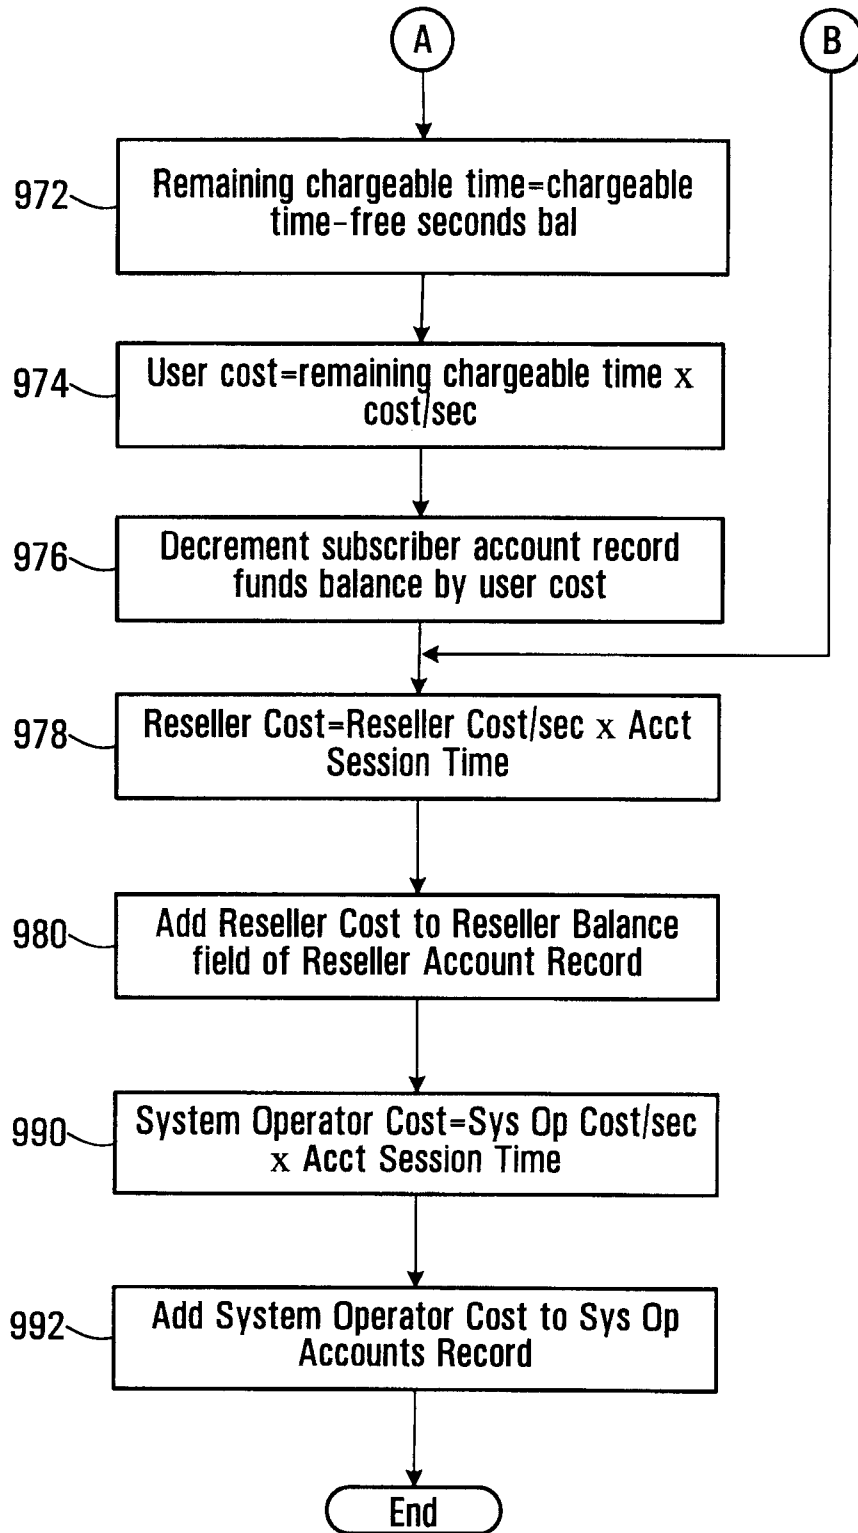 A
B
972
Remaining chargeable time=chargeable
time-free seconds bal
974
User cost=remaining chargeable time x
cost/sec
976
Decrement subscriber account record
funds balance by user cost
978
Reseller Cost=Reseller Cost/sec x Acct
Session Time
980
Add Reseller Cost to Reseller Balance
field of Reseller Account Record
990
System Operator Cost=Sys Op Cost/sec
x Acct Session Time
992
Add System Operator Cost to Sys Op
Accounts Record
End